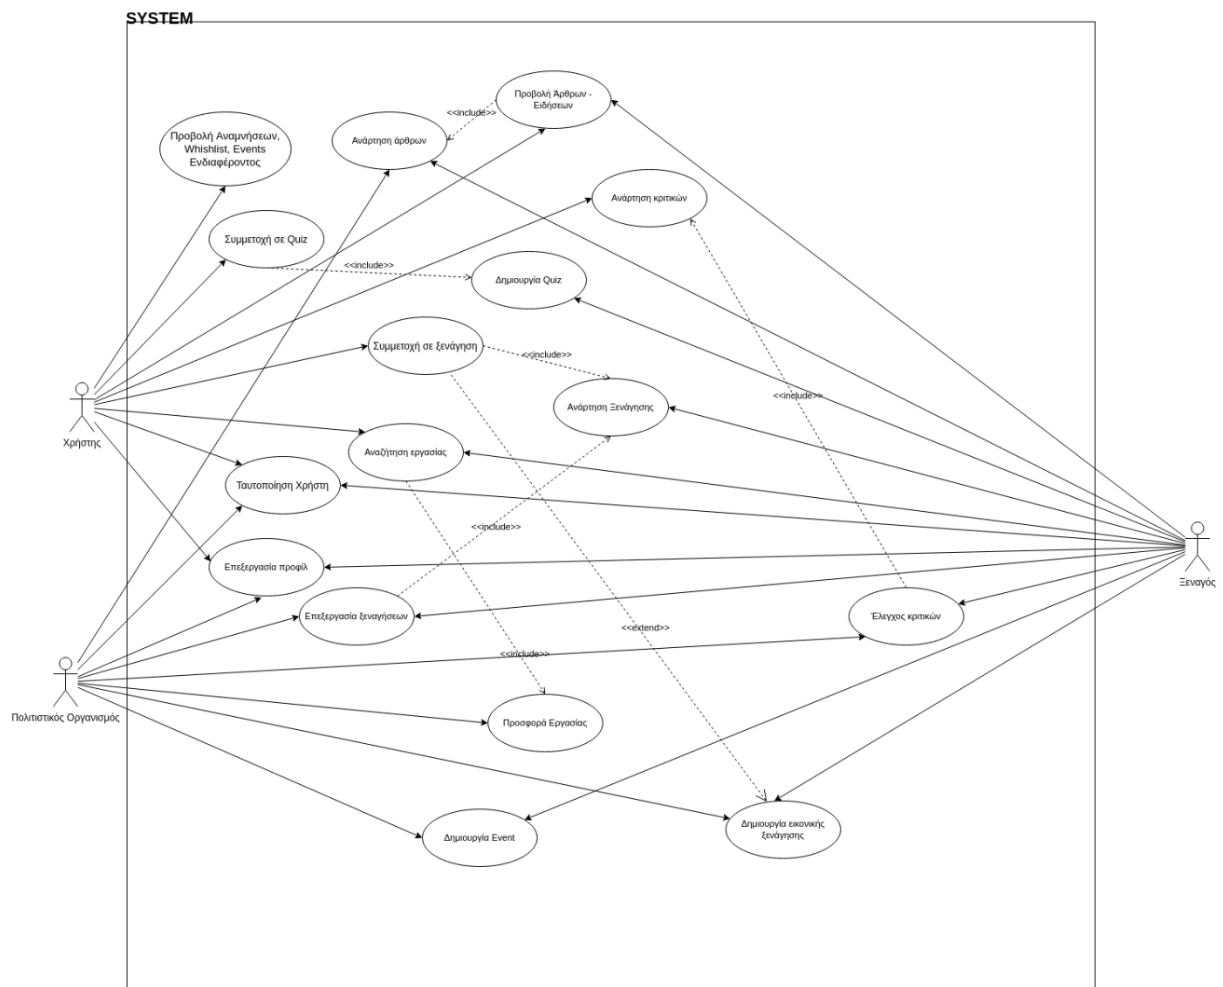 SYSTEM
Προβολή Άρθρων -
Ειδήσεων
<<include>>
Ανάρτηση άρθρων
Προβολή Αναμνήσεων,
Whishlist, Events
Ενδιαφέροντος
Ανάρτηση κριτικών
Συμμετοχή σε Quiz
<<include>>
Δημιουργία Quiz
Συμμετοχή σε ξενάγηση
<<include>>
<<include>>
Ανάρτηση Ξενάγησης
Χρήστης
Αναζήτηση εργασίας
Ταυτοποίηση Χρήστη
<<include>>
Επεξεργασία προφίλ
Ξεναγός
Επεξεργασία ξεναγήσεων
Έλεγχος κριτικών
<<extend>>
<<include>>
Πολιτιστικός Οργανισμός
Προσφορά Εργασίας
Δημιουργία εικονικής
ξενάγησης
Δημιουργία Event